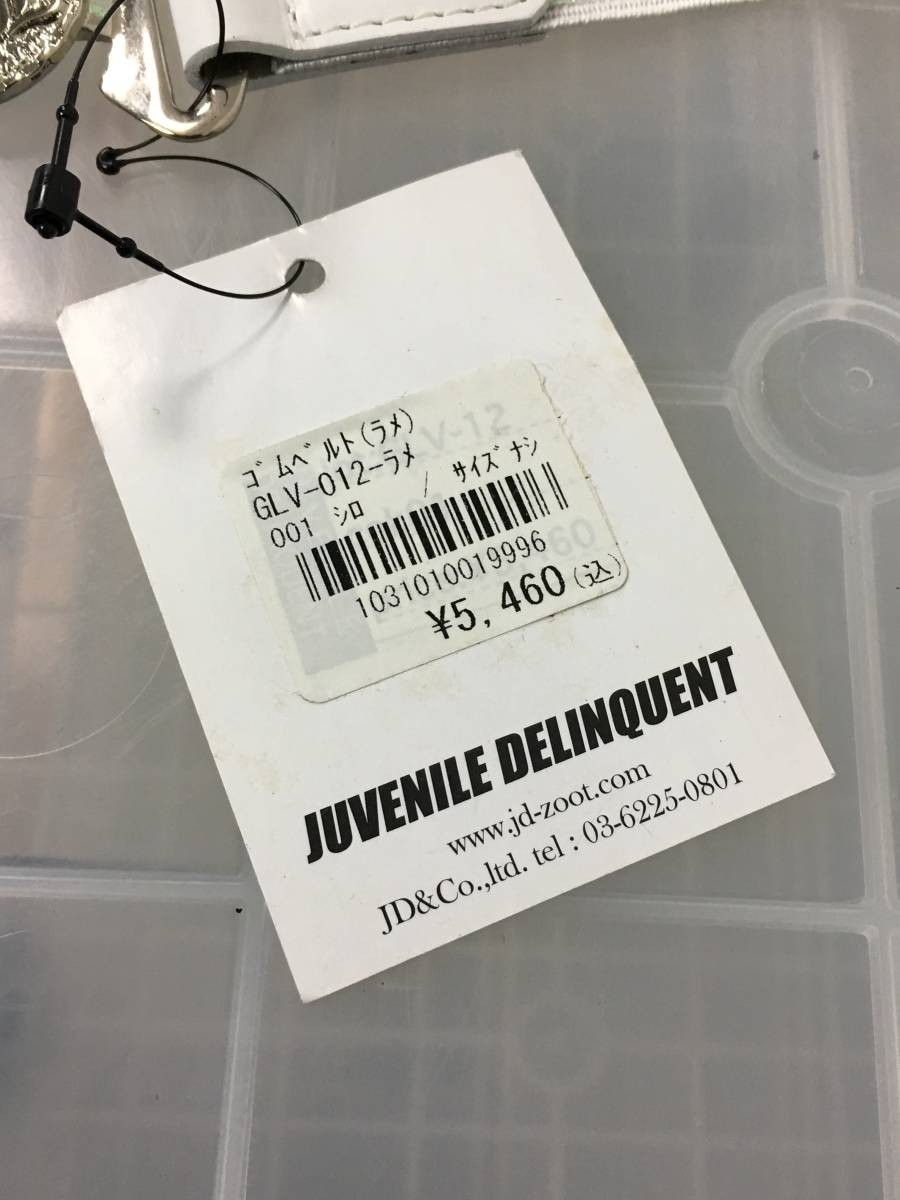 ｺﾞﾑﾍﾞﾙﾄ(ﾗﾒ)
GLV-012-ﾗﾒ
001 ｼﾛ / ｻｲｽﾞﾅｼ
1031010019996
¥5,460(込)
JUVENILE DELINQUENT
www.jd-zoot.com
JD&Co.,ltd. tel : 03-6225-0801